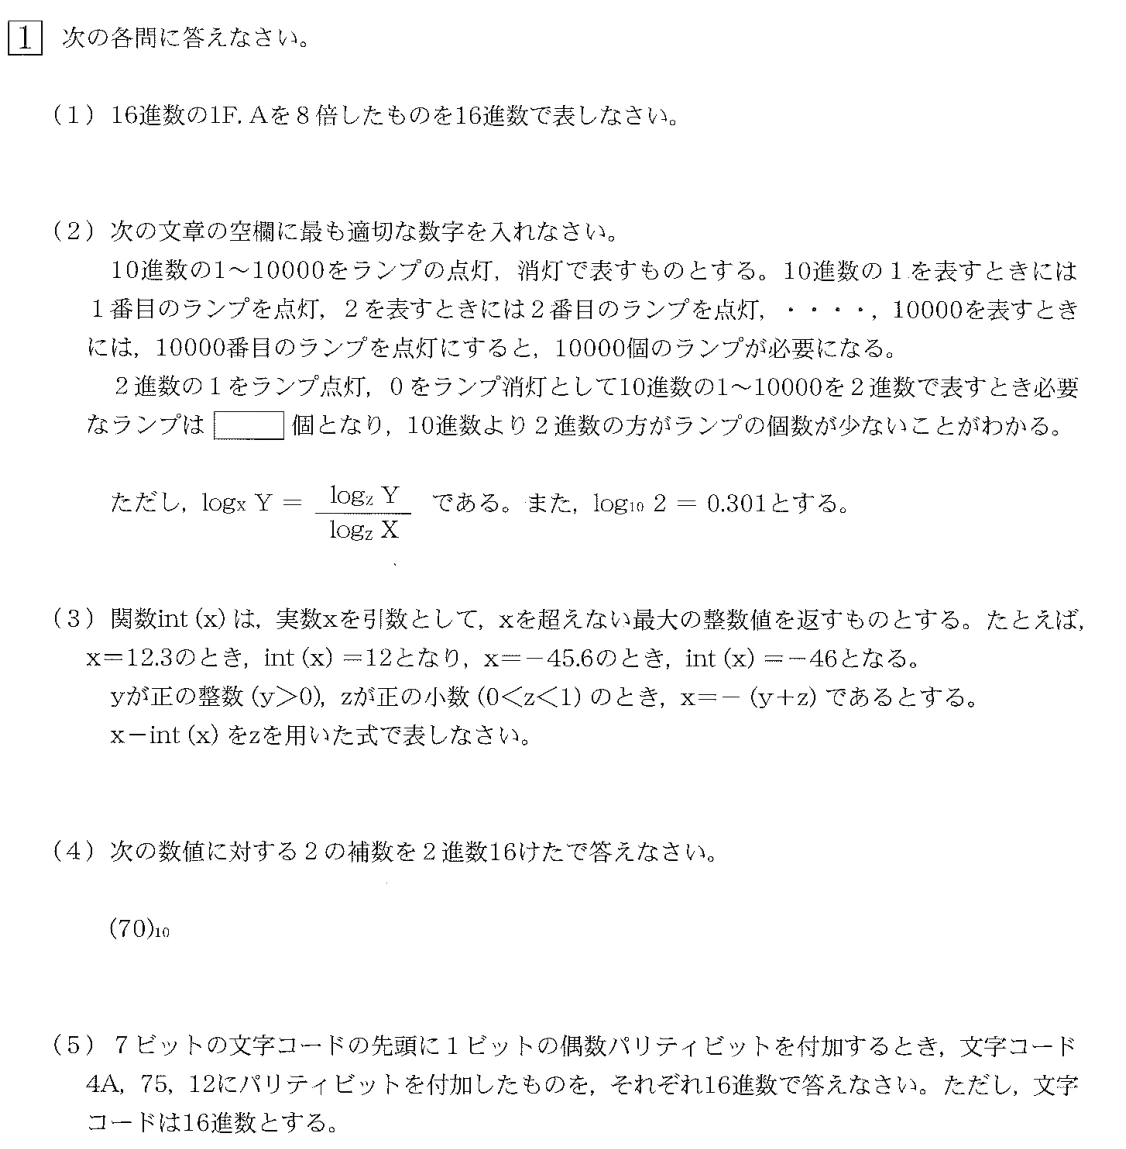 1 次の各問に答えなさい。
(1) 16進数の1F. Aを8倍したものを16進数で表しなさい。
(2) 次の文章の空欄に最も適切な数字を入れなさい。
10進数の1～10000をランプの点灯，消灯で表すものとする。10進数の1を表すときには
1番目のランプを点灯，2を表すときには2番目のランプを点灯，・・・・，10000を表すとき
には，10000番目のランプを点灯にすると，10000個のランプが必要になる。
2進数の1をランプ点灯，0をランプ消灯として10進数の1～10000を2進数で表すとき必要
なランプは 個となり，10進数より2進数の方がランプの個数が少ないことがわかる。
ただし，logX Y = logZ Y / logZ X である。また，log10 2 = 0.301とする。
(3) 関数int (x) は，実数xを引数として，xを超えない最大の整数値を返すものとする。たとえば，
x＝12.3のとき，int (x) ＝12となり，x＝－45.6のとき，int (x) ＝－46となる。
yが正の整数 (y＞0)，zが正の小数 (0＜z＜1) のとき，x＝－ (y＋z) であるとする。
x－int (x) をzを用いた式で表しなさい。
(4) 次の数値に対する2の補数を2進数16けたで答えなさい。
(70)10
(5) 7ビットの文字コードの先頭に1ビットの偶数パリティビットを付加するとき，文字コード
4A，75，12にパリティビットを付加したものを，それぞれ16進数で答えなさい。ただし，文字
コードは16進数とする。